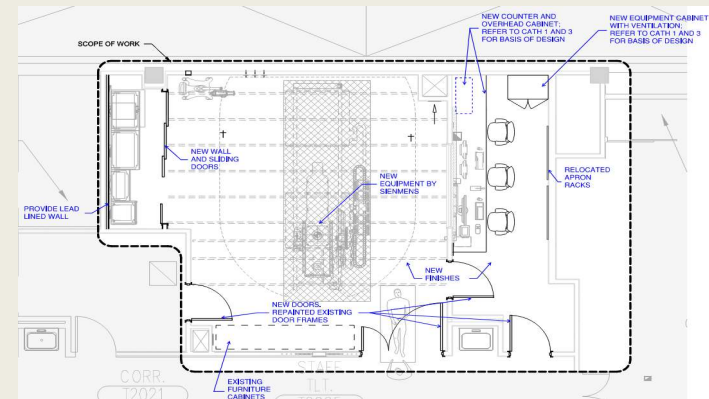 SCOPE OF WORK
NEW COUNTER AND
OVERHEAD CABINET;
REFER TO CATH 1 AND 3
FOR BASIS OF DESIGN
NEW EQUIPMENT CABINET
WITH VENTILATION;
REFER TO CATH 1 AND 3
FOR BASIS OF DESIGN
NEW WALL
AND SLIDING
DOORS
NEW
EQUIPMENT BY
SIENMENS
RELOCATED
APRON
RACKS
PROVIDE LEAD
LINED WALL
NEW
FINISHES
NEW DOORS.
REPAINTED EXISTING
DOOR FRAMES
EXISTING
FURNITURE
CABINETS
CORR.
T2021
STAFF
TLT.